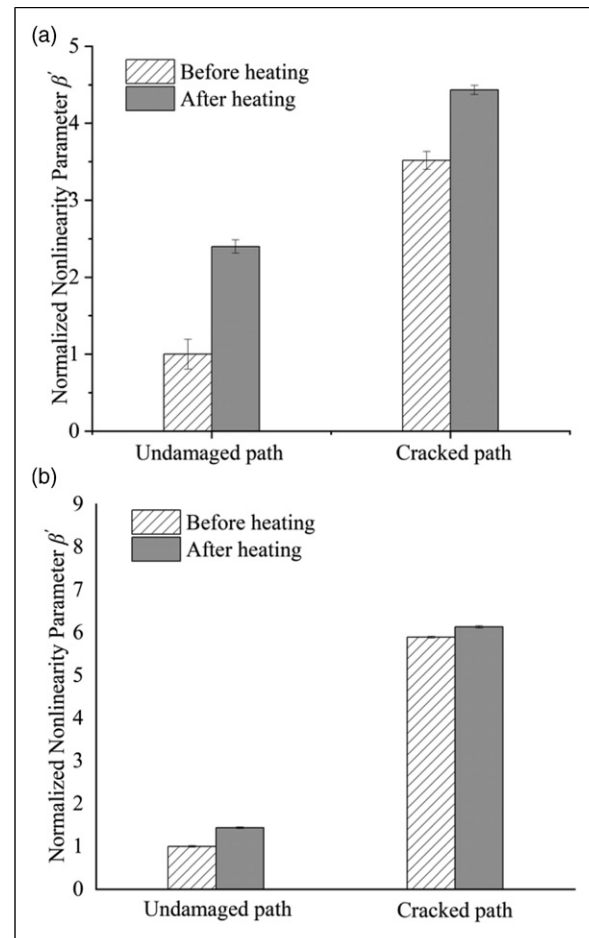 (a)
5
4
3
2
1
0
Normalized Nonlinearity Parameter β′
Before heating
After heating
Undamaged path
Cracked path
(b)
9
8
7
6
5
4
3
2
1
0
Normalized Nonlinearity Parameter β′
Before heating
After heating
Undamaged path
Cracked path